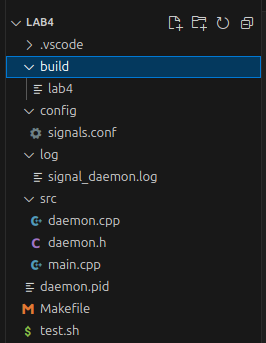 LAB4
.vscode
build
lab4
config
signals.conf
log
signal_daemon.log
src
daemon.cpp
daemon.h
main.cpp
daemon.pid
Makefile
test.sh